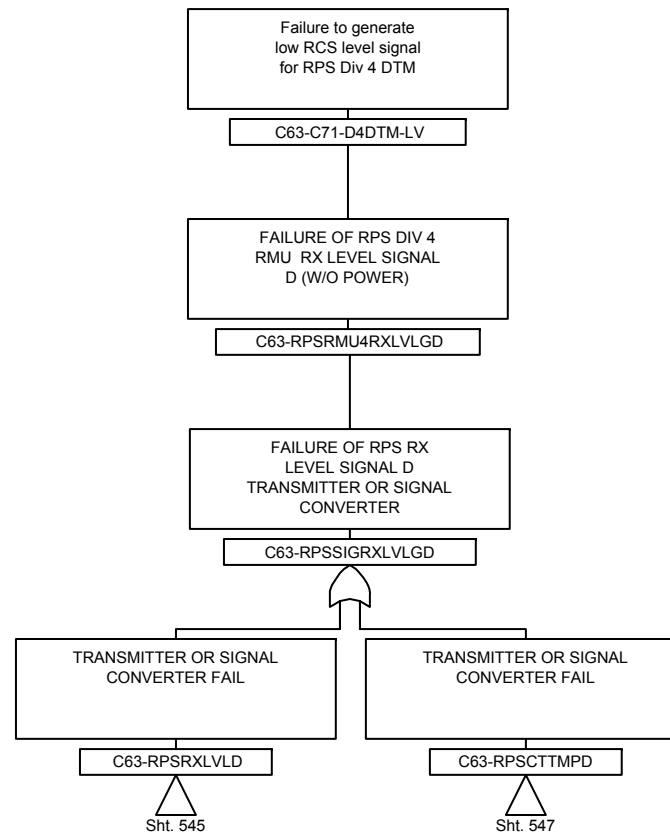 Failure to generate
low RCS level signal
for RPS Div 4 DTM
C63-C71-D4DTM-LV
FAILURE OF RPS DIV 4
RMU RX LEVEL SIGNAL
D (W/O POWER)
C63-RPSRMU4RXLVLGD
FAILURE OF RPS RX
LEVEL SIGNAL D
TRANSMITTER OR SIGNAL
CONVERTER
C63-RPSSIGRXLVLGD
TRANSMITTER OR SIGNAL
CONVERTER FAIL
C63-RPSRXLVLD
Sht. 545
TRANSMITTER OR SIGNAL
CONVERTER FAIL
C63-RPSCTTMPD
Sht. 547